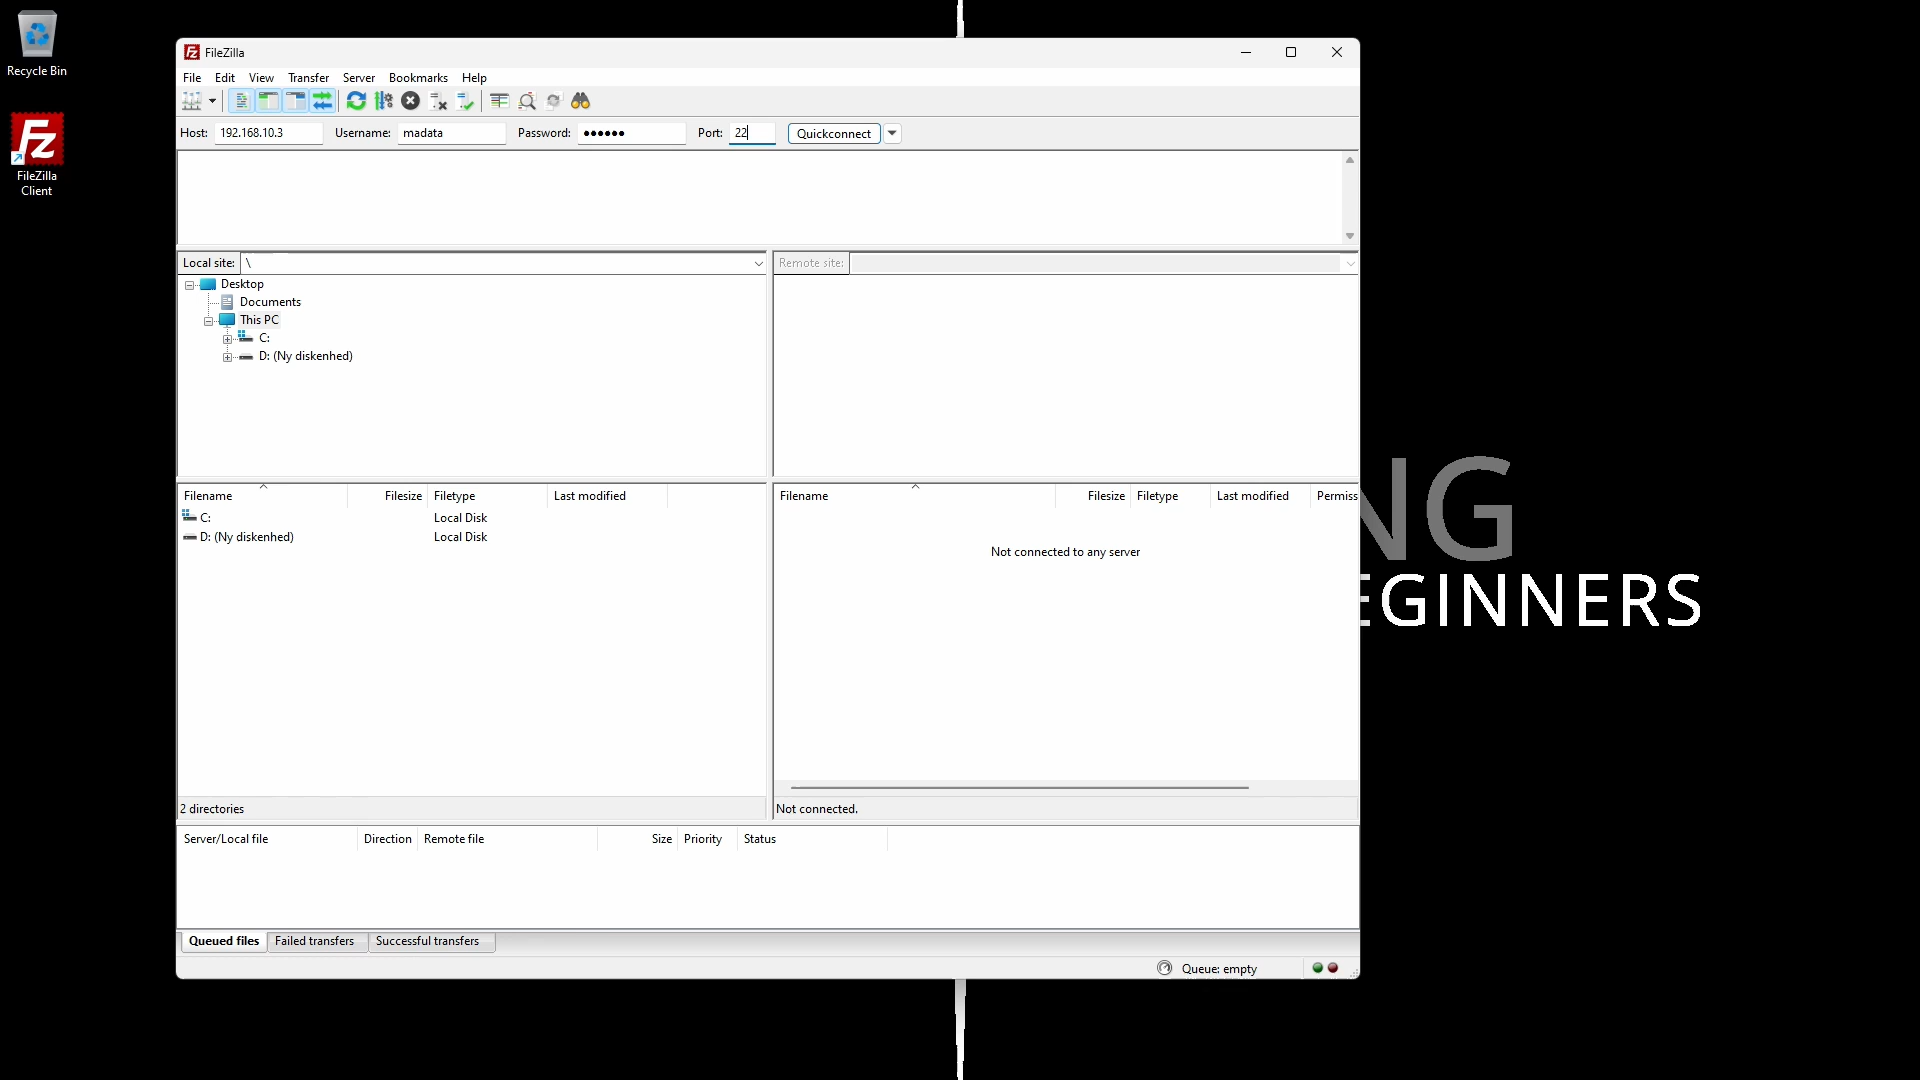 Recycle Bin
FileZilla
Client
FileZilla
File Edit View Transfer Server Bookmarks Help
Host: 192.168.10.3 Username: madata Password: ●●●●●● Port: 22 Quickconnect
Local site: \
Remote site:
Desktop
Documents
This PC
C:
D: (Ny diskenhed)
Filename Filesize Filetype Last modified
C: Local Disk
D: (Ny diskenhed) Local Disk
2 directories
Filename Filesize Filetype Last modified Permiss
Not connected to any server
Not connected.
Server/Local file Direction Remote file Size Priority Status
Queued files Failed transfers Successful transfers
Queue: empty
NG
EGINNERS